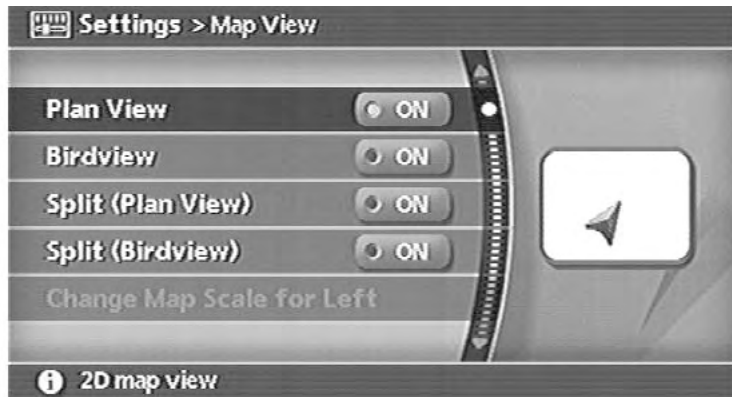 Settings > Map View
Plan View ON
Birdview ON
Split (Plan View) ON
Split (Birdview) ON
Change Map Scale for Left
i 2D map view